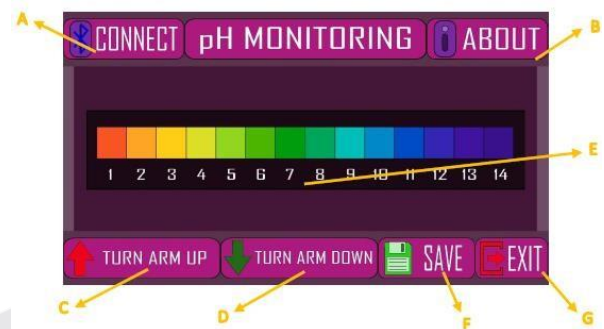 A CONNECT pH MONITORING i ABOUT B
1 2 3 4 5 6 7 8 9 10 11 12 13 14 E
TURN ARM UP TURN ARM DOWN SAVE EXIT
C D F G